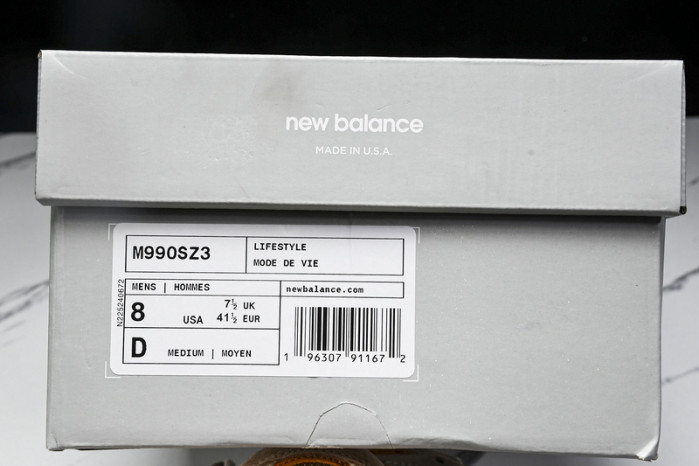 new balance
MADE IN U.S.A.
M990SZ3
LIFESTYLE
MODE DE VIE
MENS | HOMMES
newbalance.com
8 USA
7½ UK
41½ EUR
D MEDIUM | MOYEN
1 96307 91167 2
N225240672